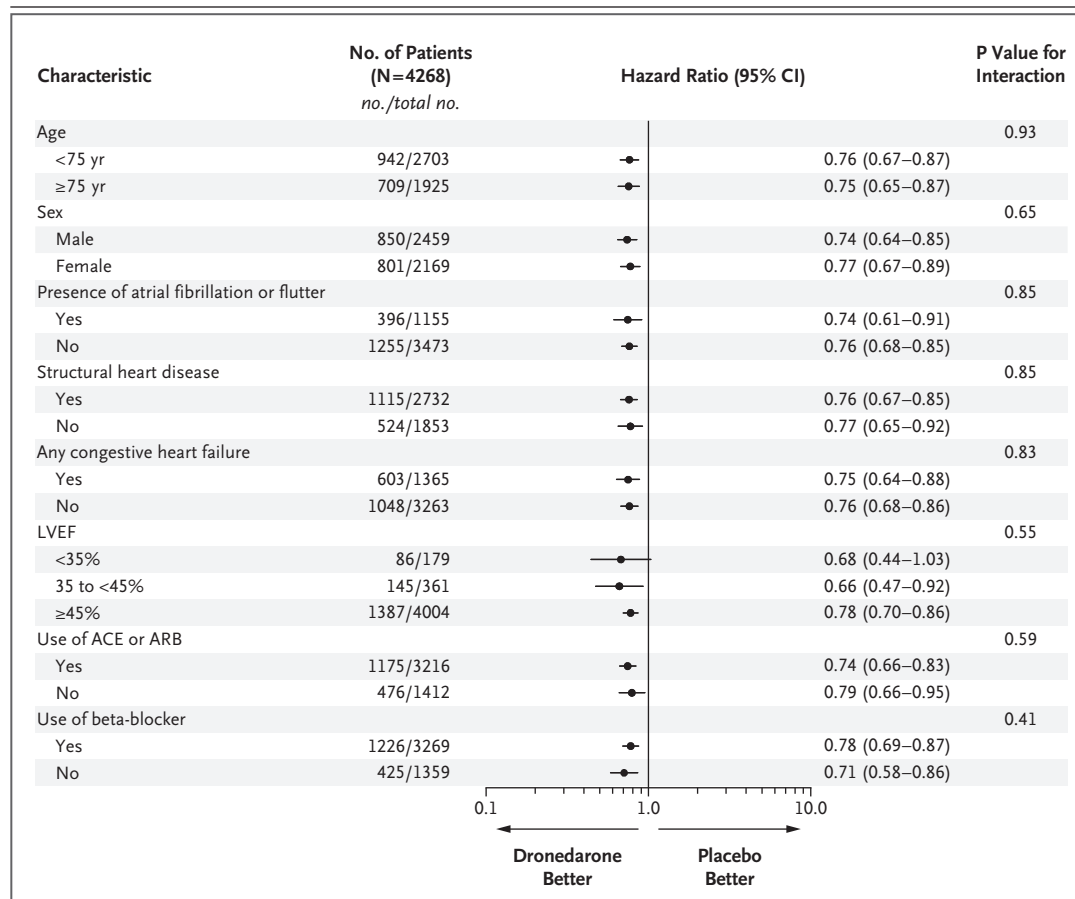 Characteristic No. of Patients (N=4268) Hazard Ratio (95% CI) P Value for Interaction
no./total no.
Age 0.93
<75 yr 942/2703 0.76 (0.67–0.87)
≥75 yr 709/1925 0.75 (0.65–0.87)
Sex 0.65
Male 850/2459 0.74 (0.64–0.85)
Female 801/2169 0.77 (0.67–0.89)
Presence of atrial fibrillation or flutter 0.85
Yes 396/1155 0.74 (0.61–0.91)
No 1255/3473 0.76 (0.68–0.85)
Structural heart disease 0.85
Yes 1115/2732 0.76 (0.67–0.85)
No 524/1853 0.77 (0.65–0.92)
Any congestive heart failure 0.83
Yes 603/1365 0.75 (0.64–0.88)
No 1048/3263 0.76 (0.68–0.86)
LVEF 0.55
<35% 86/179 0.68 (0.44–1.03)
35 to <45% 145/361 0.66 (0.47–0.92)
≥45% 1387/4004 0.78 (0.70–0.86)
Use of ACE or ARB 0.59
Yes 1175/3216 0.74 (0.66–0.83)
No 476/1412 0.79 (0.66–0.95)
Use of beta-blocker 0.41
Yes 1226/3269 0.78 (0.69–0.87)
No 425/1359 0.71 (0.58–0.86)
0.1 1.0 10.0
Dronedarone Better
Placebo Better